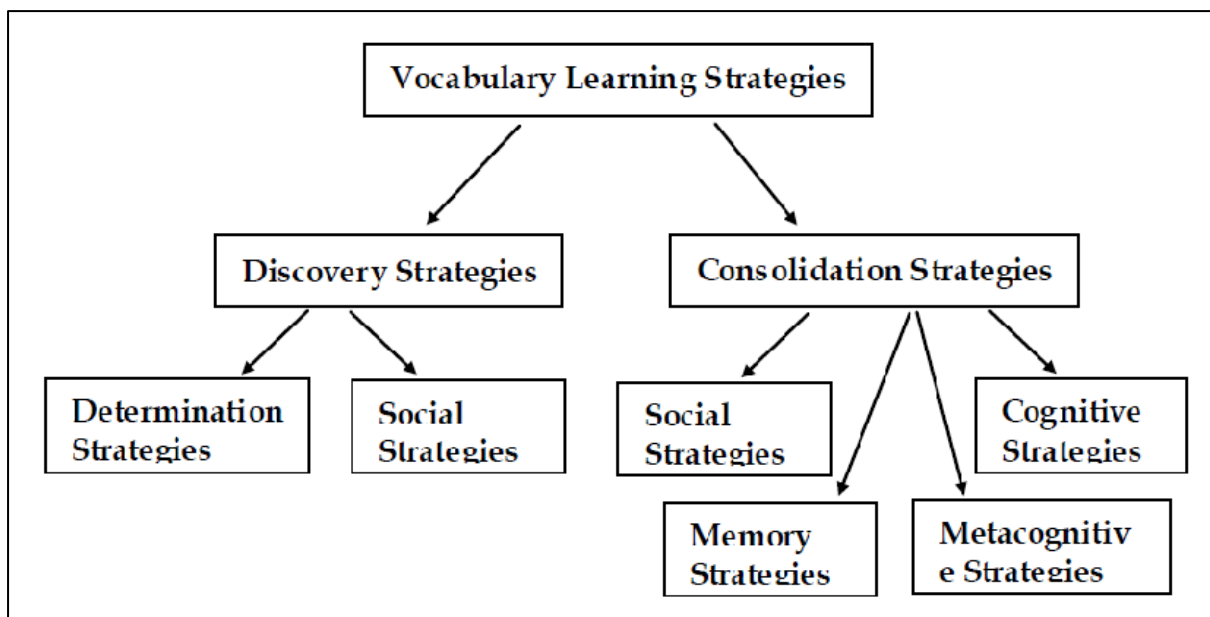 Vocabulary Learning Strategies
Discovery Strategies
Consolidation Strategies
Determination
Strategies
Social
Strategies
Social
Strategies
Cognitive
Strategies
Memory
Strategies
Metacognitiv
e Strategies